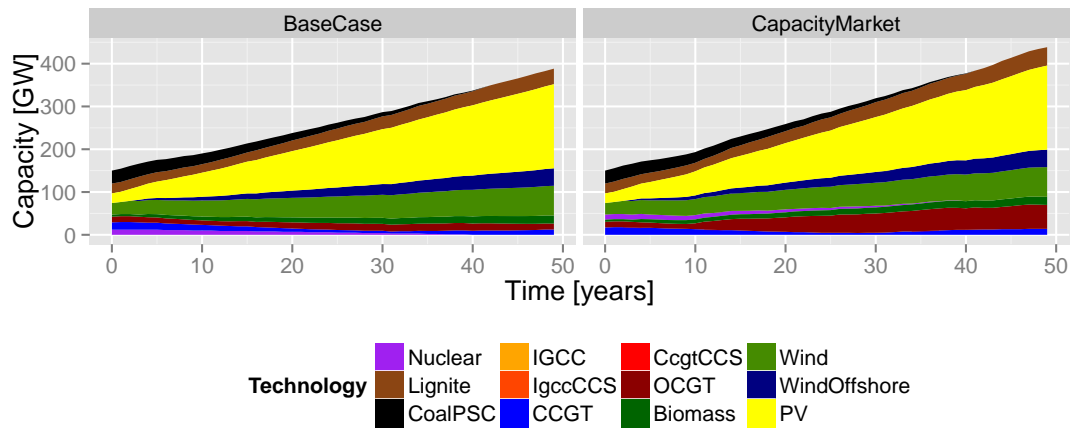 BaseCase
CapacityMarket
Capacity [GW]
400
300
200
100
0
0 10 20 30 40 50
0 10 20 30 40 50
Time [years]
Technology
Nuclear IGCC CcgtCCS Wind
Lignite IgccCCS OCGT WindOffshore
CoalPSC CCGT Biomass PV